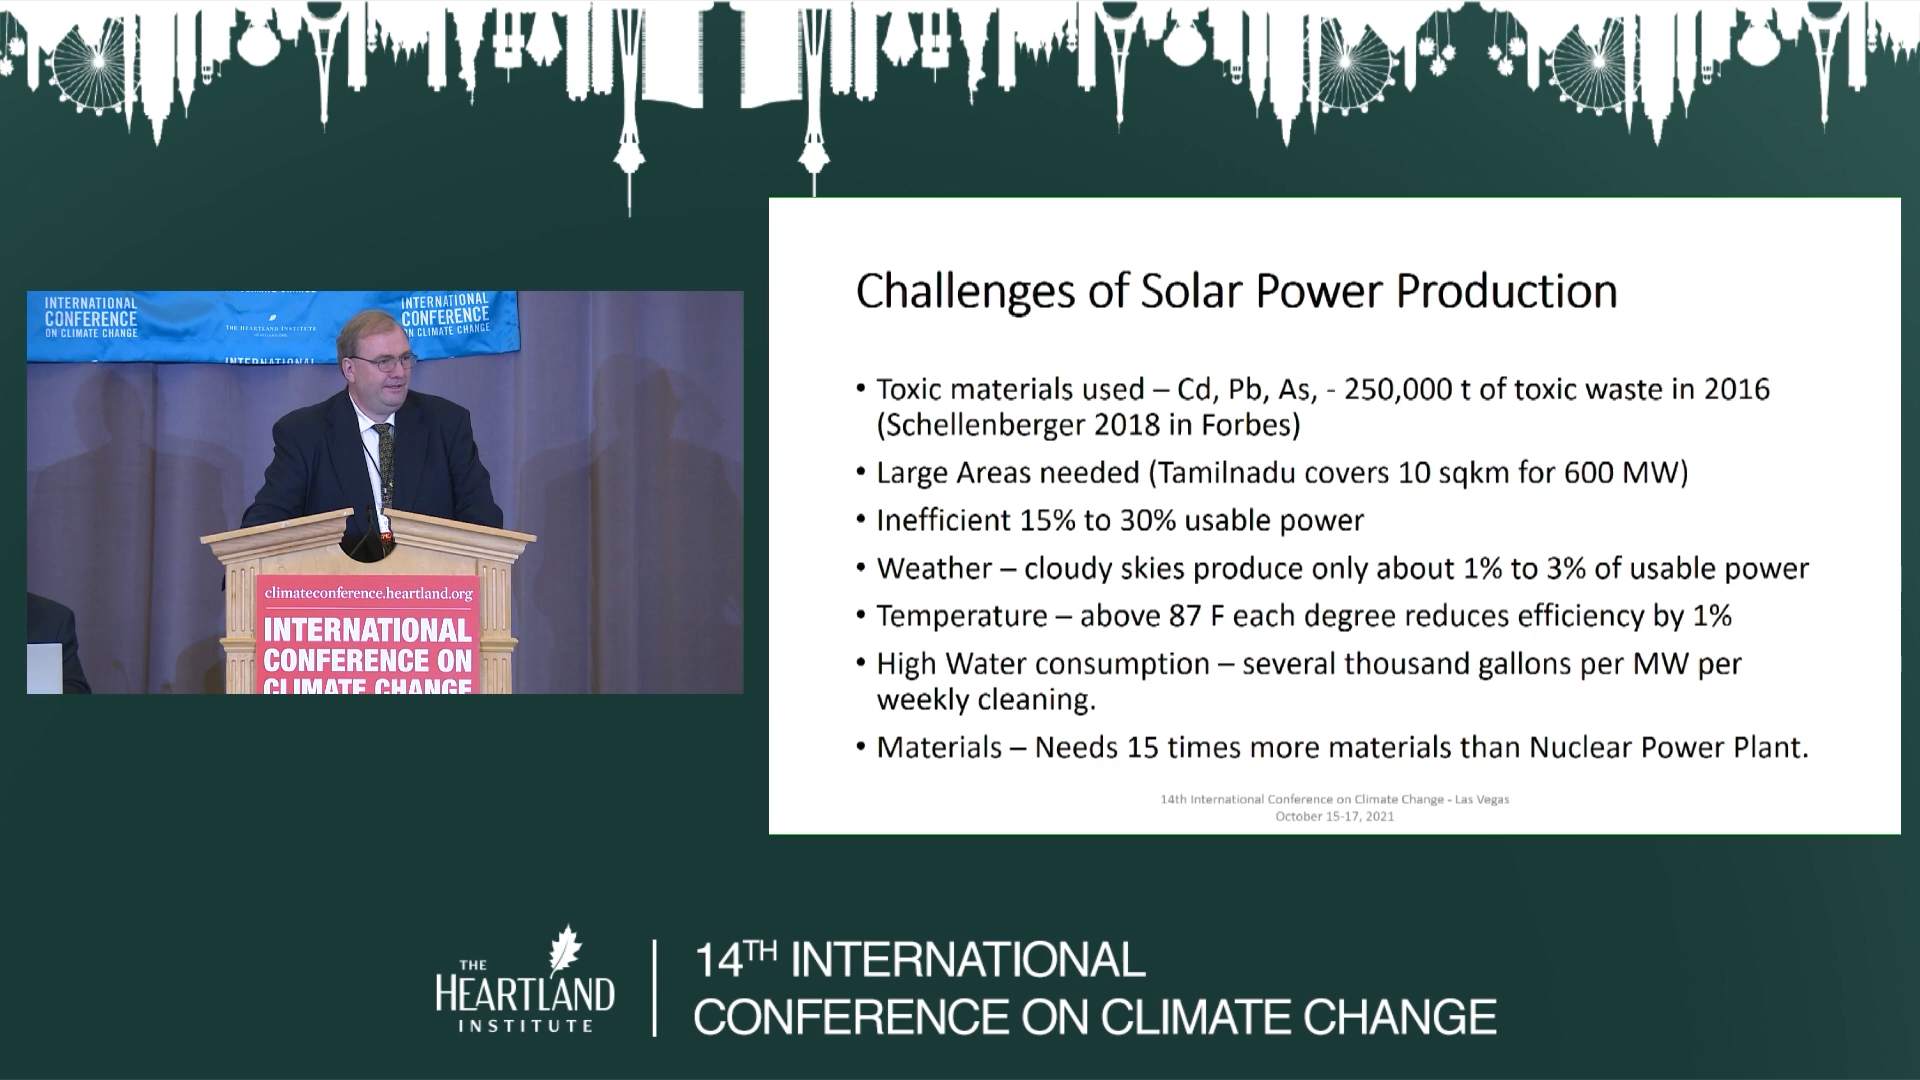 INTERNATIONAL
CONFERENCE
ON CLIMATE CHANGE
THE HEARTLAND INSTITUTE
INTERNATIONAL
INTERNATIONAL
CONFERENCE
ON CLIMATE CHANGE
climateconference.heartland.org
INTERNATIONAL
CONFERENCE ON
CLIMATE CHANGE
Challenges of Solar Power Production
• Toxic materials used – Cd, Pb, As, - 250,000 t of toxic waste in 2016
(Schellenberger 2018 in Forbes)
• Large Areas needed (Tamilnadu covers 10 sqkm for 600 MW)
• Inefficient 15% to 30% usable power
• Weather – cloudy skies produce only about 1% to 3% of usable power
• Temperature – above 87 F each degree reduces efficiency by 1%
• High Water consumption – several thousand gallons per MW per
weekly cleaning.
• Materials – Needs 15 times more materials than Nuclear Power Plant.
14th International Conference on Climate Change - Las Vegas
October 15-17, 2021
THE
HEARTLAND
INSTITUTE
14TH INTERNATIONAL
CONFERENCE ON CLIMATE CHANGE